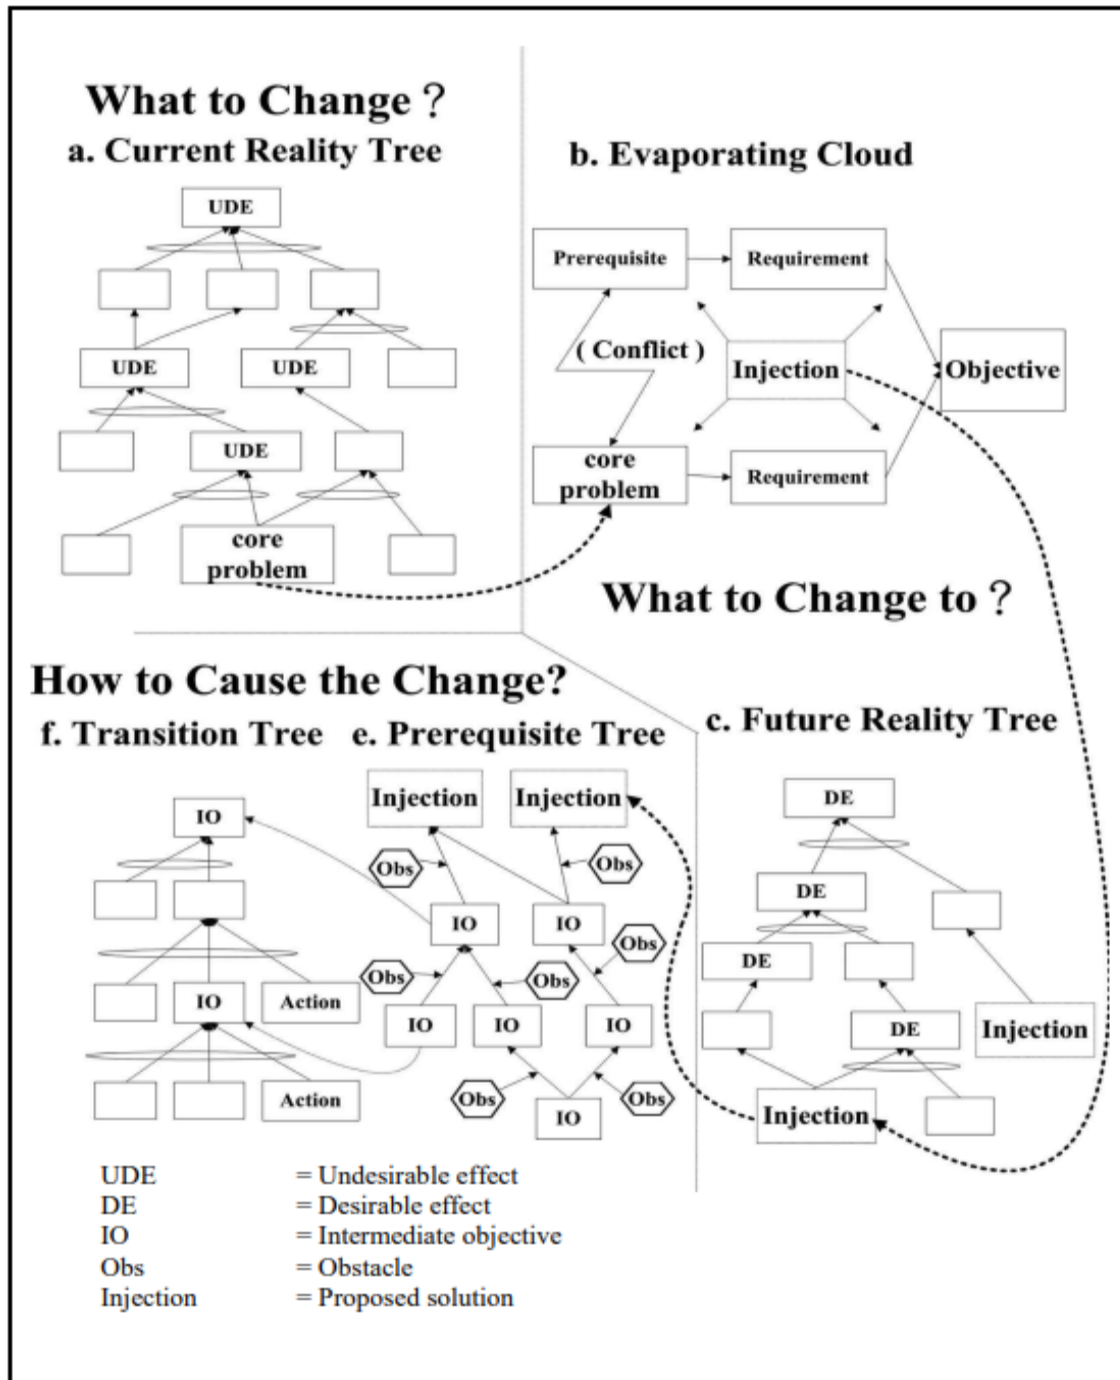 What to Change？
a. Current Reality Tree
UDE
UDE
UDE
UDE
core
problem
b. Evaporating Cloud
Prerequisite
Requirement
( Conflict )
Injection
Objective
core
problem
Requirement
What to Change to？
How to Cause the Change?
f. Transition Tree
IO
IO
Action
Action
e. Prerequisite Tree
Injection
Injection
Obs
Obs
IO
IO
Obs
Obs
Obs
IO
IO
IO
Obs
Obs
IO
c. Future Reality Tree
DE
DE
DE
DE
Injection
Injection
UDE = Undesirable effect
DE = Desirable effect
IO = Intermediate objective
Obs = Obstacle
Injection = Proposed solution